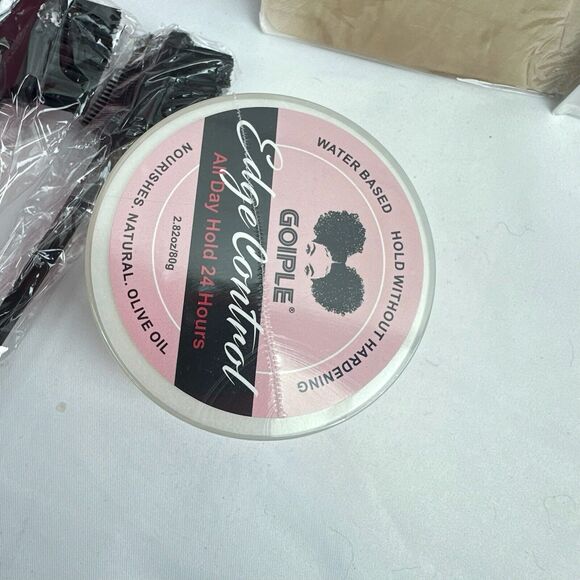 WATER BASED HOLD WITHOUT HARDENING
GOIPLE®
Edge Control
All Day Hold 24 Hours
2.82oz/80g
NOURISHES. NATURAL. OLIVE OIL